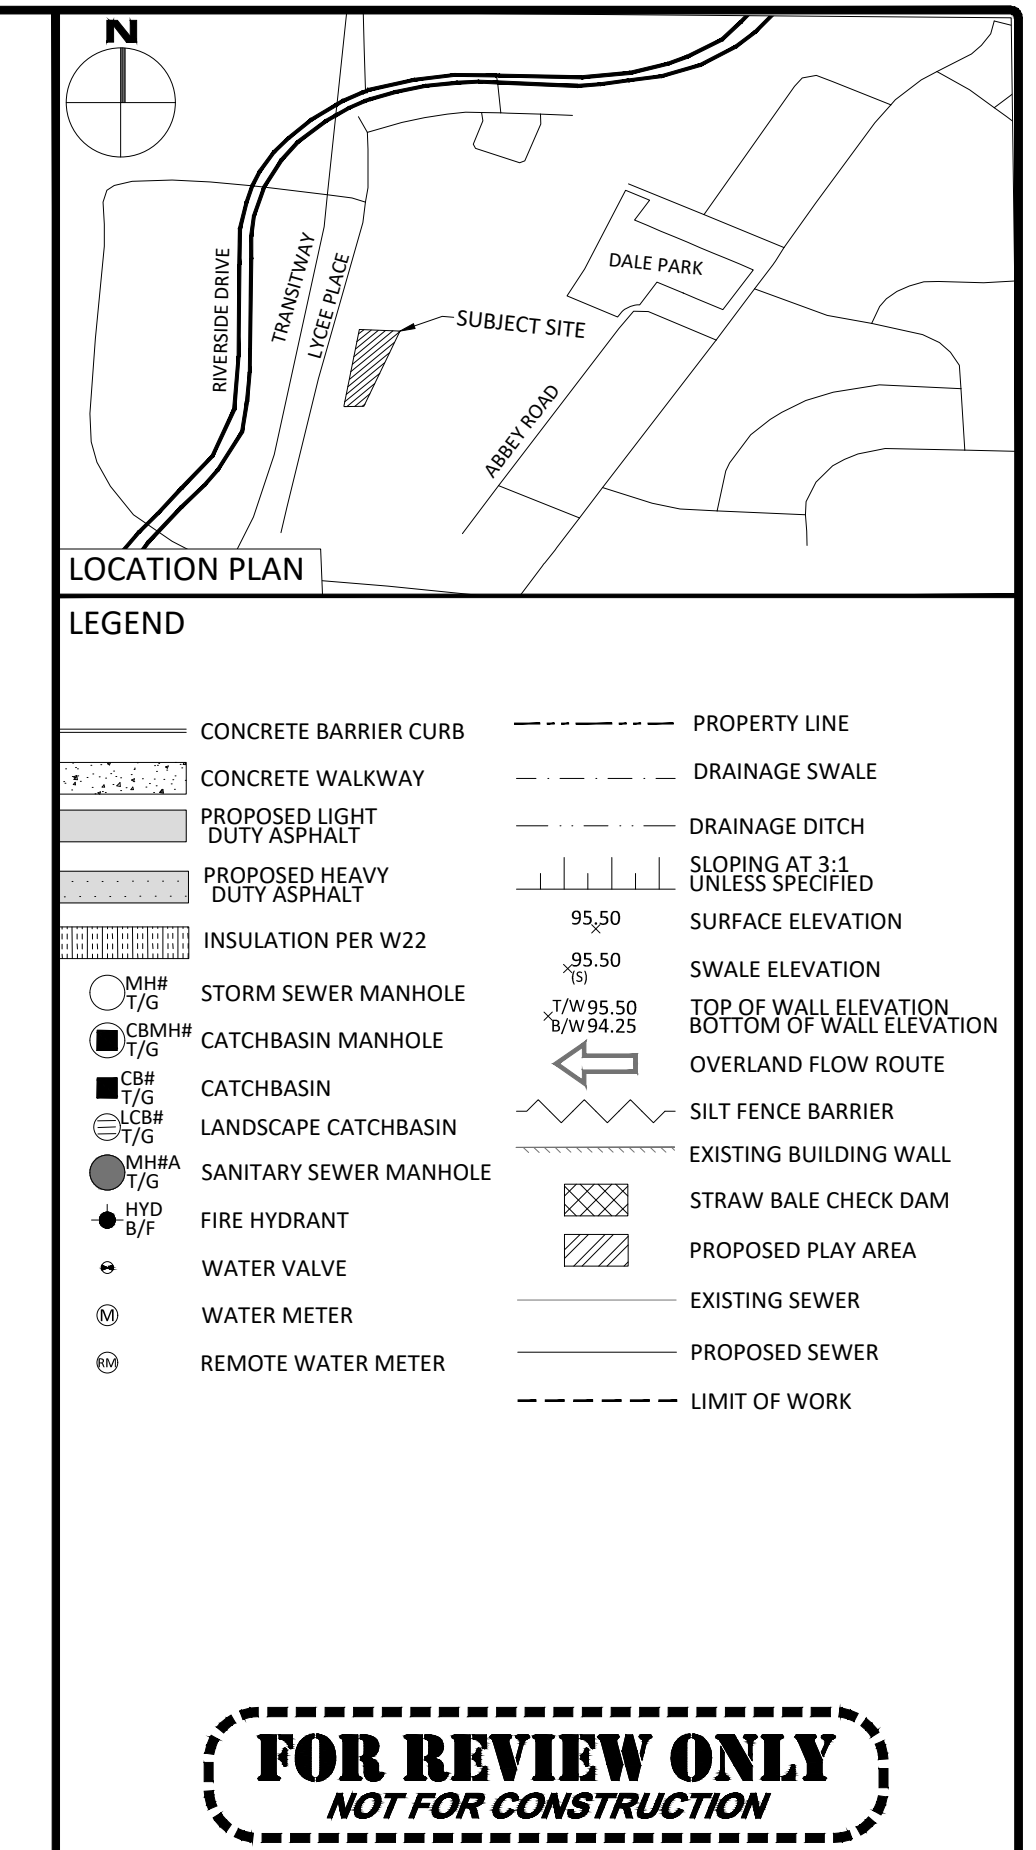 N
RIVERSIDE DRIVE
TRANSITWAY
LYCEE PLACE
SUBJECT SITE
DALE PARK
ABBEY ROAD
LOCATION PLAN
LEGEND
CONCRETE BARRIER CURB
CONCRETE WALKWAY
PROPOSED LIGHT
DUTY ASPHALT
PROPOSED HEAVY
DUTY ASPHALT
INSULATION PER W22
MH#
T/G
STORM SEWER MANHOLE
CBMH#
T/G
CATCHBASIN MANHOLE
CB#
T/G
CATCHBASIN
LCB#
T/G
LANDSCAPE CATCHBASIN
MH#A
T/G
SANITARY SEWER MANHOLE
HYD
B/F
FIRE HYDRANT
WATER VALVE
M
WATER METER
RM
REMOTE WATER METER
PROPERTY LINE
DRAINAGE SWALE
DRAINAGE DITCH
SLOPING AT 3:1
UNLESS SPECIFIED
95.50
SURFACE ELEVATION
95.50
(S)
SWALE ELEVATION
T/W 95.50
B/W 94.25
TOP OF WALL ELEVATION
BOTTOM OF WALL ELEVATION
OVERLAND FLOW ROUTE
SILT FENCE BARRIER
EXISTING BUILDING WALL
STRAW BALE CHECK DAM
PROPOSED PLAY AREA
EXISTING SEWER
PROPOSED SEWER
LIMIT OF WORK
FOR REVIEW ONLY
NOT FOR CONSTRUCTION